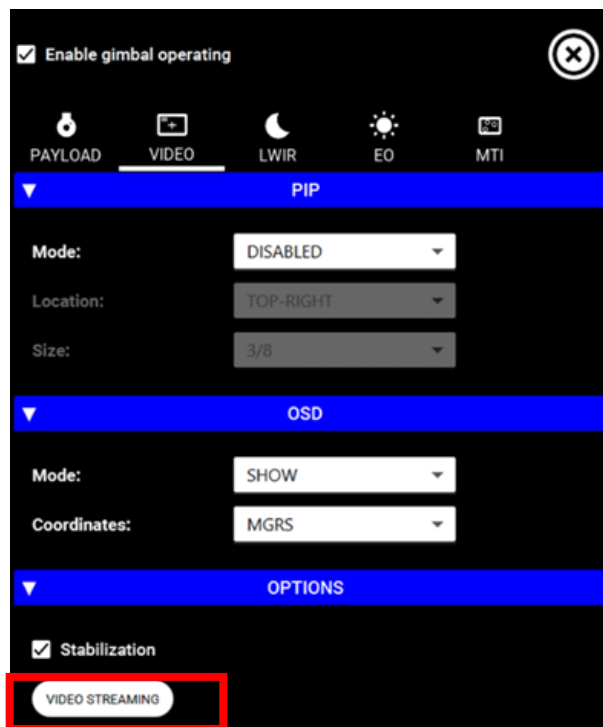 Enable gimbal operating
PAYLOAD VIDEO LWIR EO MTI
PIP
Mode: DISABLED
Location: TOP-RIGHT
Size: 3/8
OSD
Mode: SHOW
Coordinates: MGRS
OPTIONS
Stabilization
VIDEO STREAMING